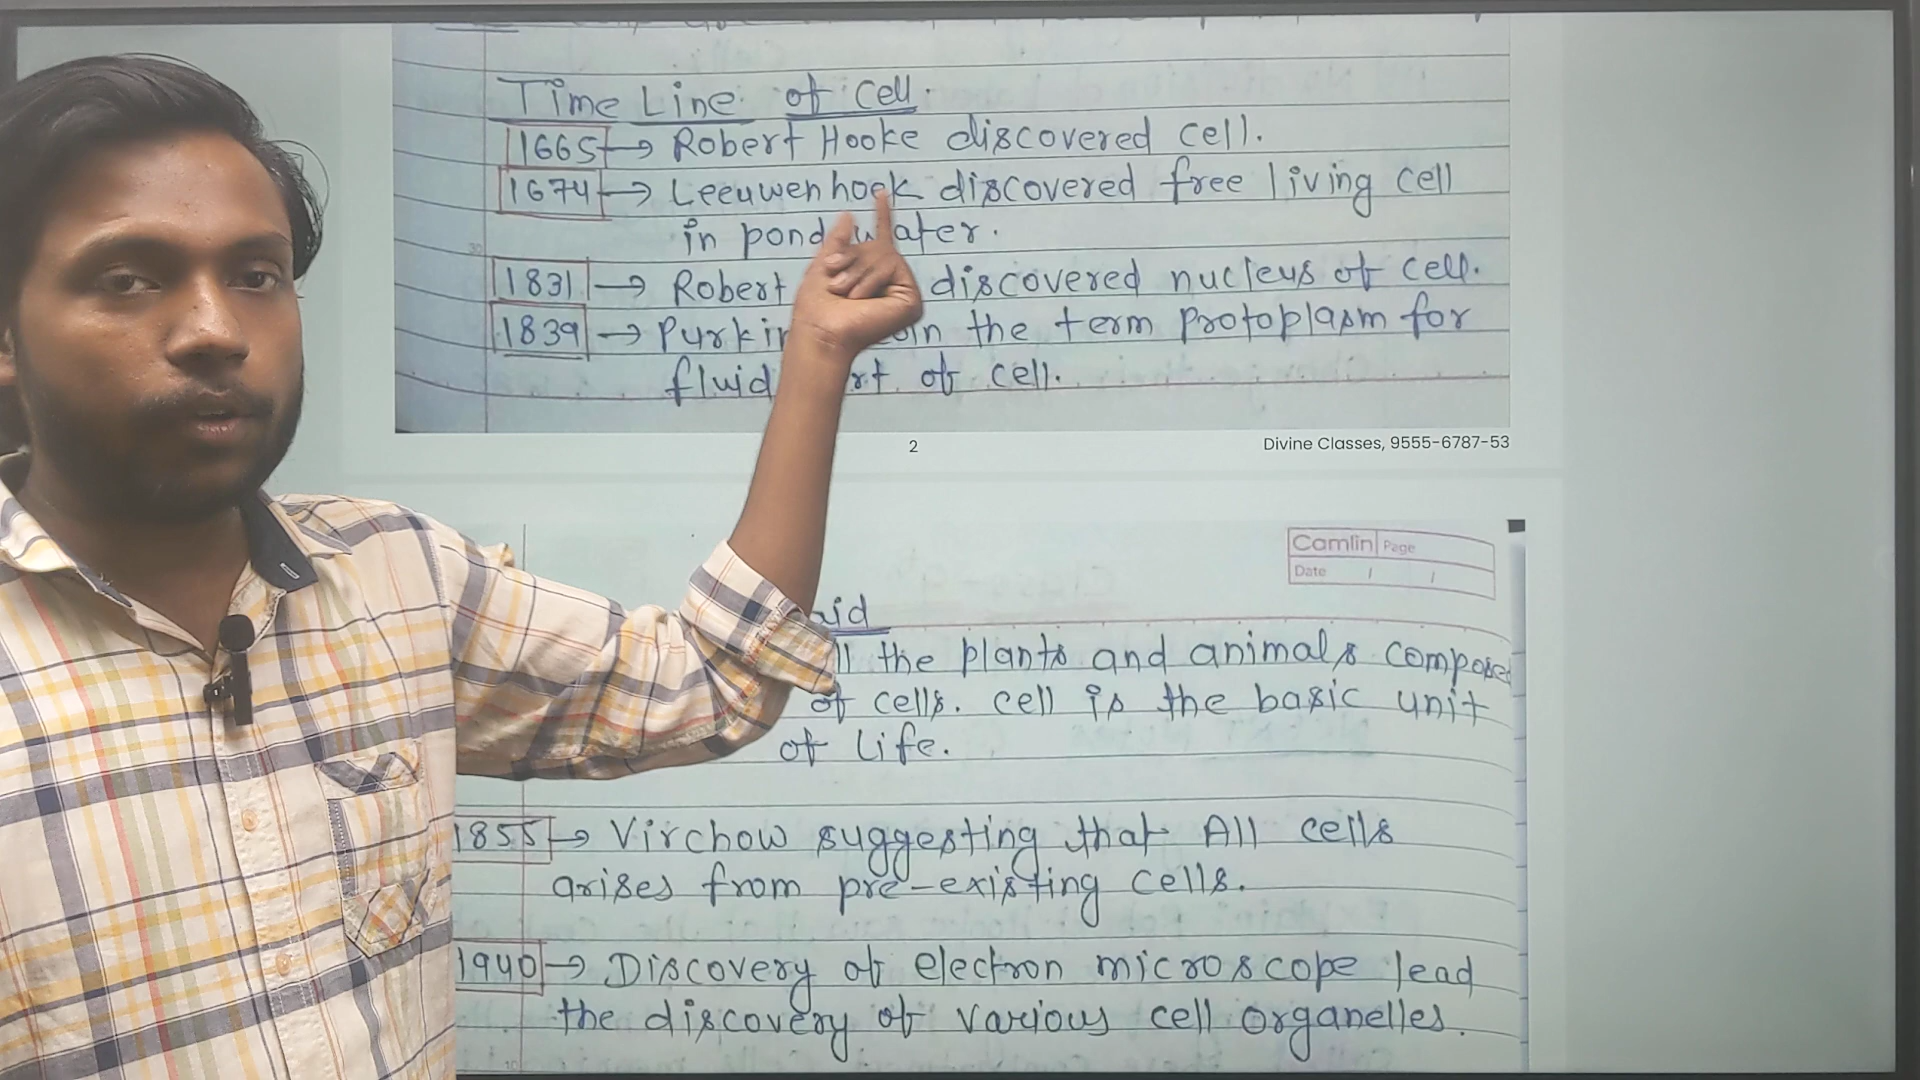 Time Line of Cell.
1665 → Robert Hooke discovered cell.
1674 → Leeuwenhoek discovered free living cell
in pond water.
1831 → Robert discovered nucleus of cell.
1839 → the term protoplasm for
fluid of cell.
2
Divine Classes, 9555-6787-53
Camlin Page
Date / /
the plants and animals compose
of cells. cell is the basic unit
of life.
1855 → Virchow suggesting that All cells
arises from pre-existing cells.
1940 → Discovery of electron microscope lead
the discovery of various cell organelles.